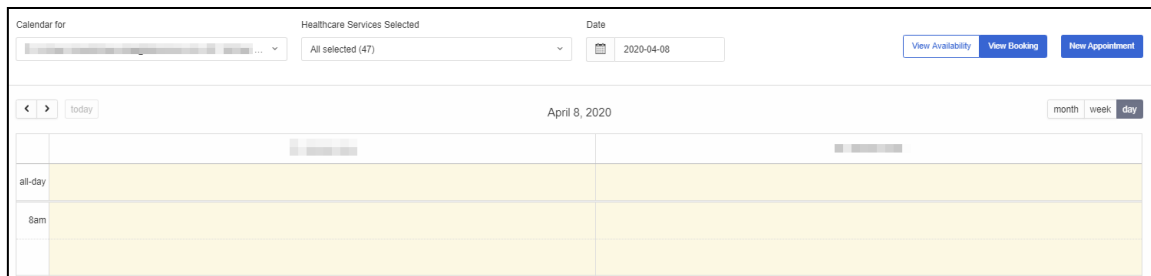 Calendar for
Healthcare Services Selected
Date
...
All selected (47)
2020-04-08
View Availability
View Booking
New Appointment
today
April 8, 2020
month
week
day
all-day
8am